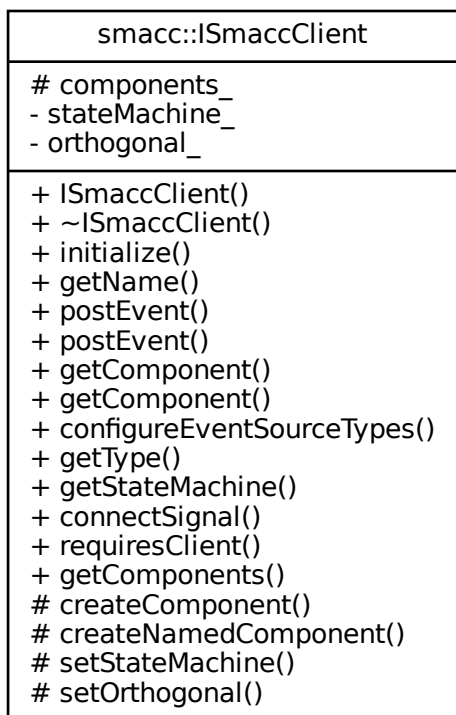 smacc::ISmaccClient
# components_
- stateMachine_
- orthogonal_
+ ISmaccClient()
+ ~ISmaccClient()
+ initialize()
+ getName()
+ postEvent()
+ postEvent()
+ getComponent()
+ getComponent()
+ configureEventSourceTypes()
+ getType()
+ getStateMachine()
+ connectSignal()
+ requiresClient()
+ getComponents()
# createComponent()
# createNamedComponent()
# setStateMachine()
# setOrthogonal()